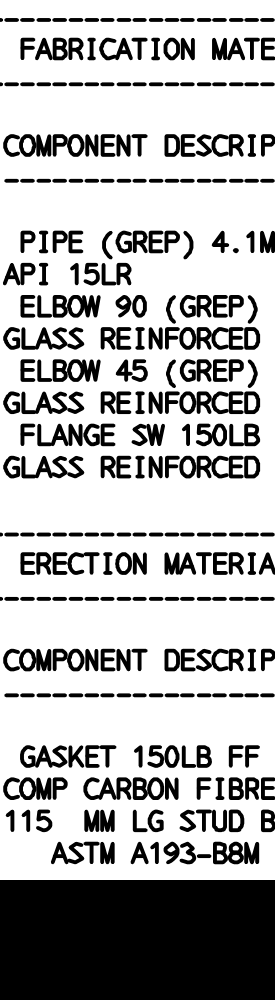 FABRICATION MATE
COMPONENT DESCRIP
PIPE (GREP) 4.1M
API 15LR
ELBOW 90 (GREP)
GLASS REINFORCED
ELBOW 45 (GREP)
GLASS REINFORCED
FLANGE SW 150LB
GLASS REINFORCED
ERECTION MATERIA
COMPONENT DESCRIP
GASKET 150LB FF
COMP CARBON FIBRE
115 MM LG STUD B
ASTM A193-B8M